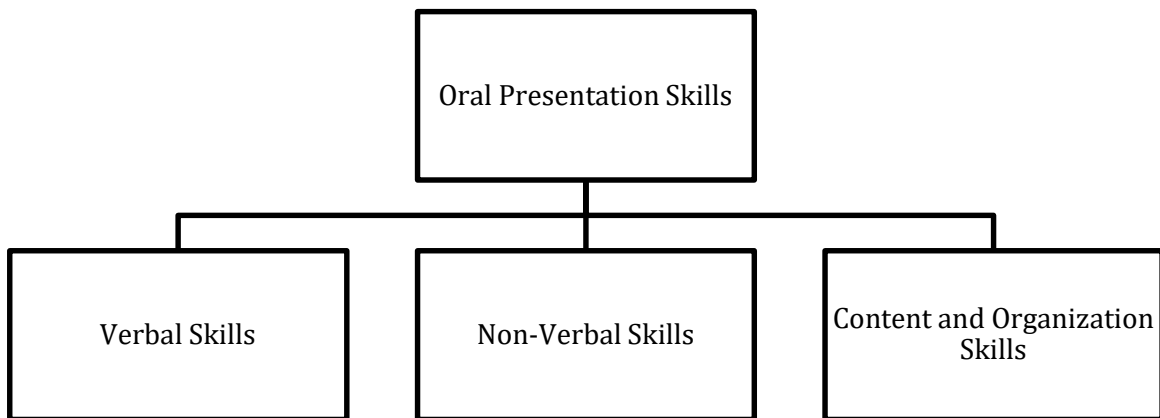 Oral Presentation Skills
Verbal Skills
Non-Verbal Skills
Content and Organization
Skills